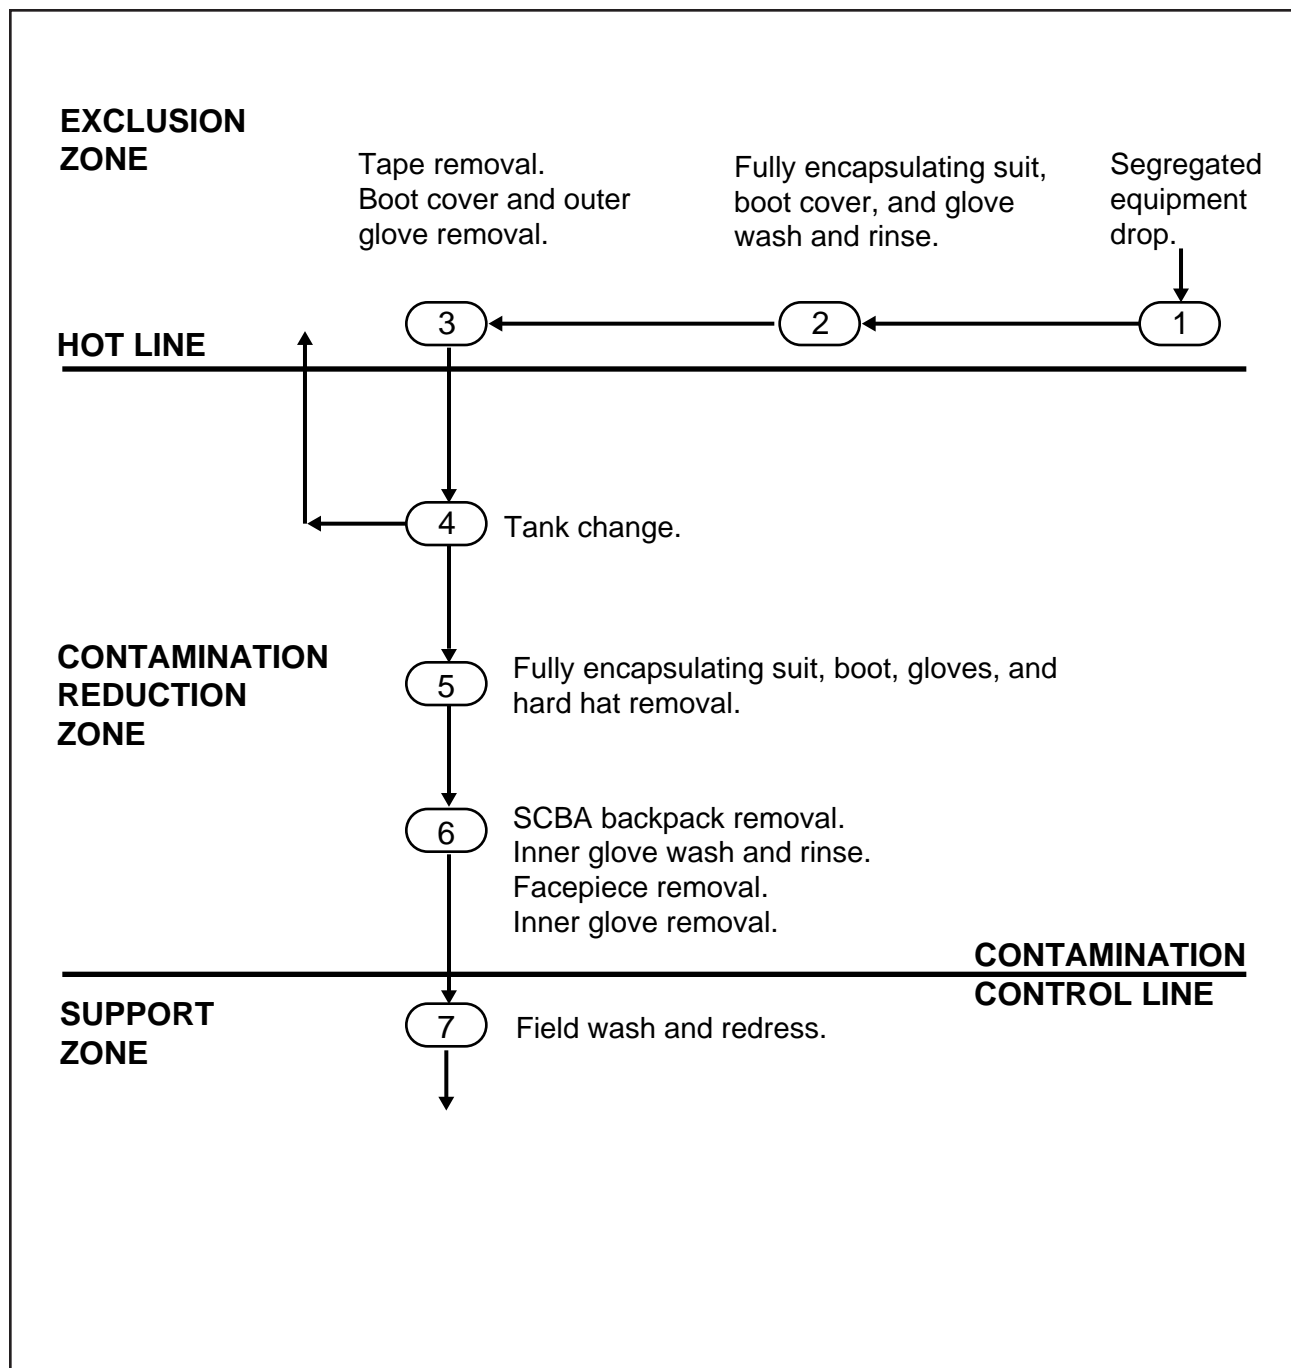 EXCLUSION
ZONE
Tape removal.
Boot cover and outer
glove removal.
Fully encapsulating suit,
boot cover, and glove
wash and rinse.
Segregated
equipment
drop.
3
2
1
HOT LINE
4
Tank change.
CONTAMINATION
REDUCTION
ZONE
5
Fully encapsulating suit, boot, gloves, and
hard hat removal.
6
SCBA backpack removal.
Inner glove wash and rinse.
Facepiece removal.
Inner glove removal.
CONTAMINATION
CONTROL LINE
SUPPORT
ZONE
7
Field wash and redress.